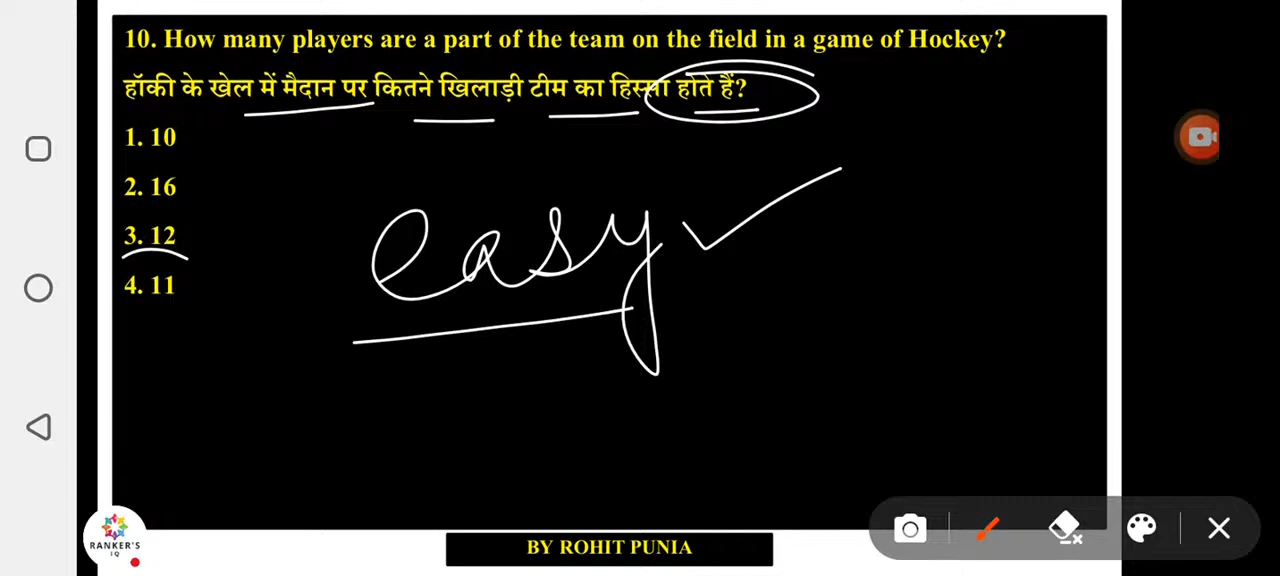 10. How many players are a part of the team on the field in a game of Hockey?
हॉकी के खेल में मैदान पर कितने खिलाड़ी टीम का हिस्सा होते हैं?
1. 10
2. 16
3. 12
4. 11
easy
RANKER'S
IQ
BY ROHIT PUNIA